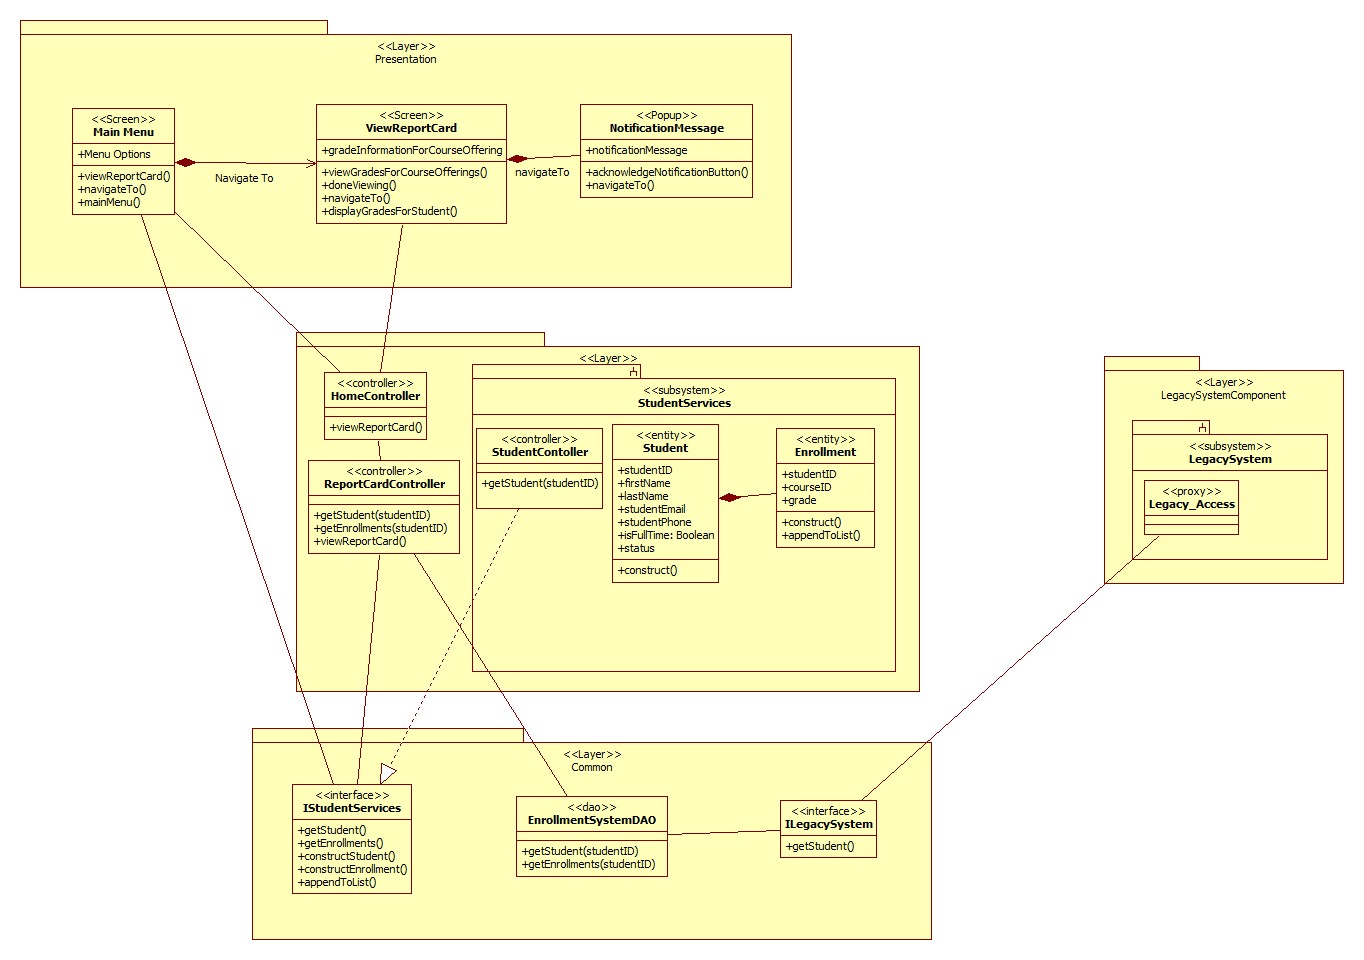 <<Layer>>
Presentation
<<Screen>>
Main Menu
+Menu Options
+viewReportCard()
+navigateTo()
+mainMenu()
Navigate To
<<Screen>>
ViewReportCard
+gradeInformationForCourseOffering
+viewGradesForCourseOfferings()
+doneViewing()
+navigateTo()
+displayGradesForStudent()
navigateTo
<<Popup>>
NotificationMessage
+notificationMessage
+acknowledgeNotificationButton()
+navigateTo()
<<Layer>>
<<controller>>
HomeController
+viewReportCard()
<<controller>>
ReportCardController
+getStudent(studentID)
+getEnrollments(studentID)
+viewReportCard()
<<subsystem>>
StudentServices
<<controller>>
StudentContoller
+getStudent(studentID)
<<entity>>
Student
+studentID
+firstName
+lastName
+studentEmail
+studentPhone
+isFullTime: Boolean
+status
+construct()
<<entity>>
Enrollment
+studentID
+courseID
+grade
+construct()
+appendToList()
<<Layer>>
LegacySystemComponent
<<subsystem>>
LegacySystem
<<proxy>>
Legacy_Access
<<Layer>>
Common
<<interface>>
IStudentServices
+getStudent()
+getEnrollments()
+constructStudent()
+constructEnrollment()
+appendToList()
<<dao>>
EnrollmentSystemDAO
+getStudent(studentID)
+getEnrollments(studentID)
<<interface>>
ILegacySystem
+getStudent()